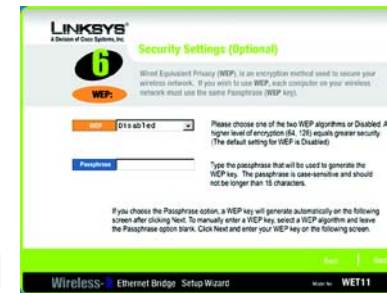 LINKSYS®
A Division of Cisco Systems, Inc.
6
WEP:
Security Settings (Optional)
Wired Equivalent Privacy (WEP), is an encryption method used to secure your
wireless network. If you wish to use WEP, each computer on your wireless
network must use the same Passphrase (WEP key).
WEP
Disabled
Please choose one of the two WEP algorithms or Disabled. A
higher level of encryption (64, 128) equals greater security.
(The default setting for WEP is Disabled)
Passphrase
Type the passphrase that will be used to generate the
WEP key. The passphrase is case-sensitive and should
not be longer than 16 characters.
If you choose the Passphrase option, a WEP key will generate automatically on the following
screen after clicking Next. To manually enter a WEP key, select a WEP algorithm and leave
the Passphrase option blank. Click Next and enter your WEP key on the following screen.
Back
Wireless-B Ethernet Bridge Setup Wizard
Model No. WET11